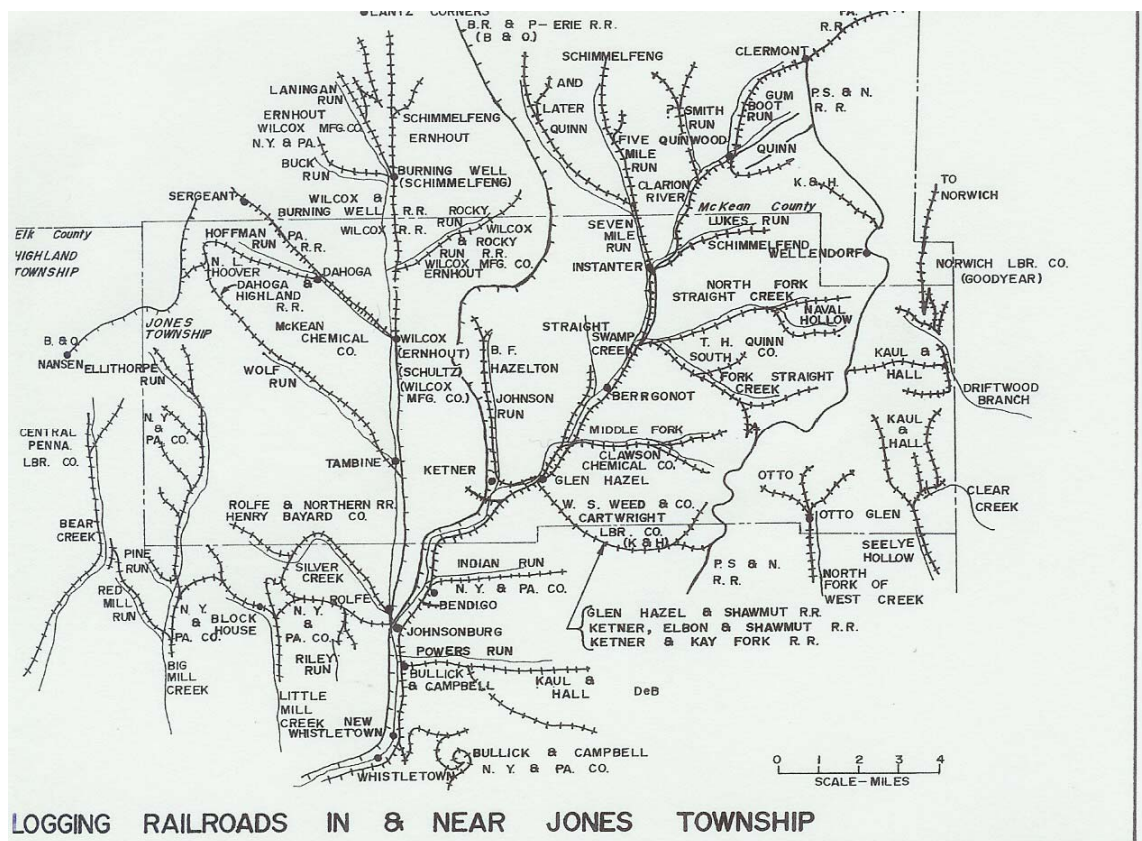 LANTZ CORNERS
B.R. & P-ERIE R.R.
(B & O.)
PA.
R.R.
SCHIMMELFENG
CLERMONT
LANINGAN
RUN
AND
LATER
QUINN
? SMITH
RUN
GUM
BOOT
RUN
P.S. & N.
R. R.
ERNHOUT
WILCOX MFG. CO.
N.Y. & PA.
SCHIMMELFENG
ERNHOUT
FIVE
MILE
RUN
QUINWOOD
QUINN
BUCK
RUN
BURNING WELL
(SCHIMMELFENG)
CLARION
RIVER
K. & H.
TO
NORWICH
SERGEANT
WILCOX &
BURNING WELL R.R.
WILCOX R.R.
ROCKY
RUN
WILCOX
& ROCKY
RUN R.R.
WILCOX MFG. CO.
ERNHOUT
McKean County
LUKES RUN
Elk County
HIGHLAND
TOWNSHIP
HOFFMAN
RUN
PA.
R.R.
SEVEN
MILE
RUN
SCHIMMELFEND
WELLENDORF
N. L.
HOOVER
DAHOGA
INSTANTER
NORWICH LBR. CO.
(GOODYEAR)
DAHOGA &
HIGHLAND
R.R.
NORTH FORK
STRAIGHT CREEK
NAVAL
HOLLOW
JONES
TOWNSHIP
McKEAN
CHEMICAL
CO.
STRAIGHT
SWAMP
CREEK
T. H. QUINN
CO.
B. & O.
NANSEN
WILCOX
(ERNHOUT)
(SCHULTZ)
(WILCOX
MFG. CO.)
B. F.
HAZELTON
SOUTH
FORK STRAIGHT
CREEK
KAUL &
HALL
ELLITHORPE
RUN
WOLF
RUN
JOHNSON
RUN
BERRGONOT
DRIFTWOOD
BRANCH
CENTRAL
PENNA.
LBR. CO.
N. Y.
&
PA. CO.
MIDDLE FORK
KAUL
&
HALL
TAMBINE
KETNER
CLAWSON
CHEMICAL CO.
GLEN HAZEL
OTTO
ROLFE & NORTHERN RR.
HENRY BAYARD CO.
W. S. WEED & CO.
CARTWRIGHT
LBR. CO.
(K & H)
OTTO GLEN
CLEAR
CREEK
BEAR
CREEK
SEELYE
HOLLOW
PINE
RUN
SILVER
CREEK
INDIAN RUN
P.S & N.
R. R.
NORTH
FORK OF
WEST CREEK
RED
MILL
RUN
N. Y.
&
PA. CO.
BLOCK
HOUSE
N. Y.
&
PA. CO.
ROLFE
N. Y. & PA. CO.
BENDIGO
GLEN HAZEL & SHAWMUT R.R.
KETNER, ELBON & SHAWMUT R.R.
KETNER & KAY FORK R.R.
JOHNSONBURG
RILEY
RUN
POWERS RUN
BIG
MILL
CREEK
BULLICK
& CAMPBELL
KAUL &
HALL
DeB
LITTLE
MILL
CREEK
NEW
WHISTLETOWN
BULLICK & CAMPBELL
N. Y. & PA. CO.
WHISTLETOWN
0 1 2 3 4
SCALE-MILES
LOGGING RAILROADS IN & NEAR JONES TOWNSHIP